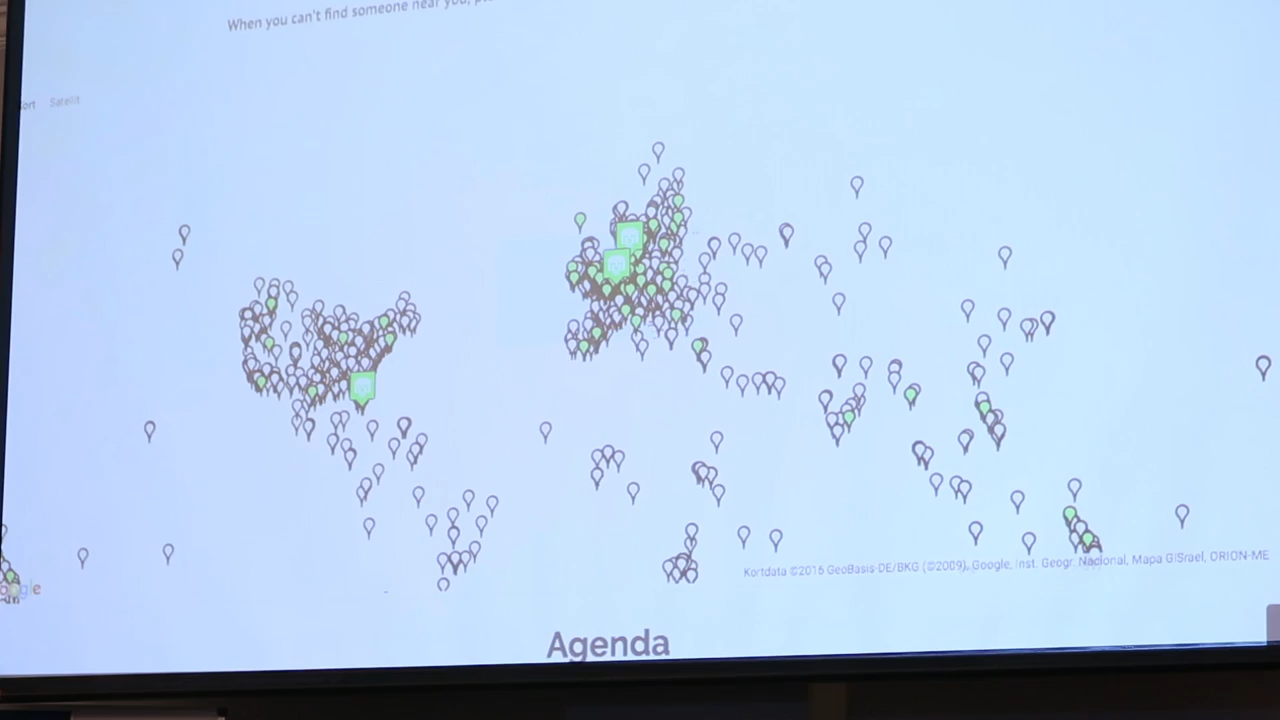 When you can't find someone near you,
Satellit
Kortdata ©2016 GeoBasis-DE/BKG (©2009), Google, Inst. Geogr. Nacional, Mapa GISrael, ORION-ME
Google
Agenda